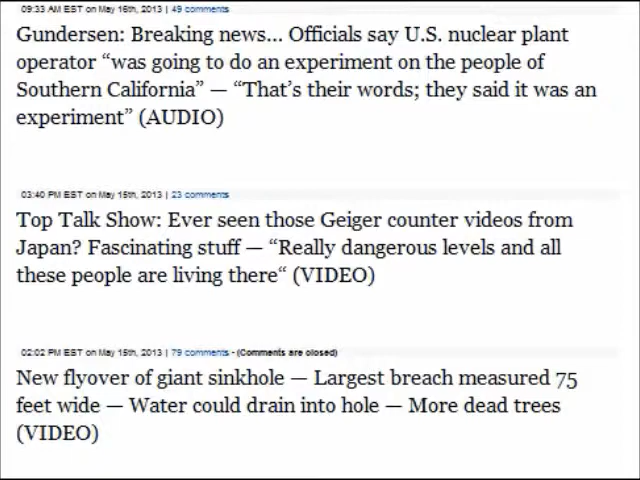 09:33 AM EST on May 16th, 2013 | 49 comments
Gundersen: Breaking news... Officials say U.S. nuclear plant
operator “was going to do an experiment on the people of
Southern California” — “That’s their words; they said it was an
experiment” (AUDIO)
03:40 PM EST on May 15th, 2013 | 23 comments
Top Talk Show: Ever seen those Geiger counter videos from
Japan? Fascinating stuff — “Really dangerous levels and all
these people are living there“ (VIDEO)
02:02 PM EST on May 15th, 2013 | 79 comments - (Comments are closed)
New flyover of giant sinkhole — Largest breach measured 75
feet wide — Water could drain into hole — More dead trees
(VIDEO)